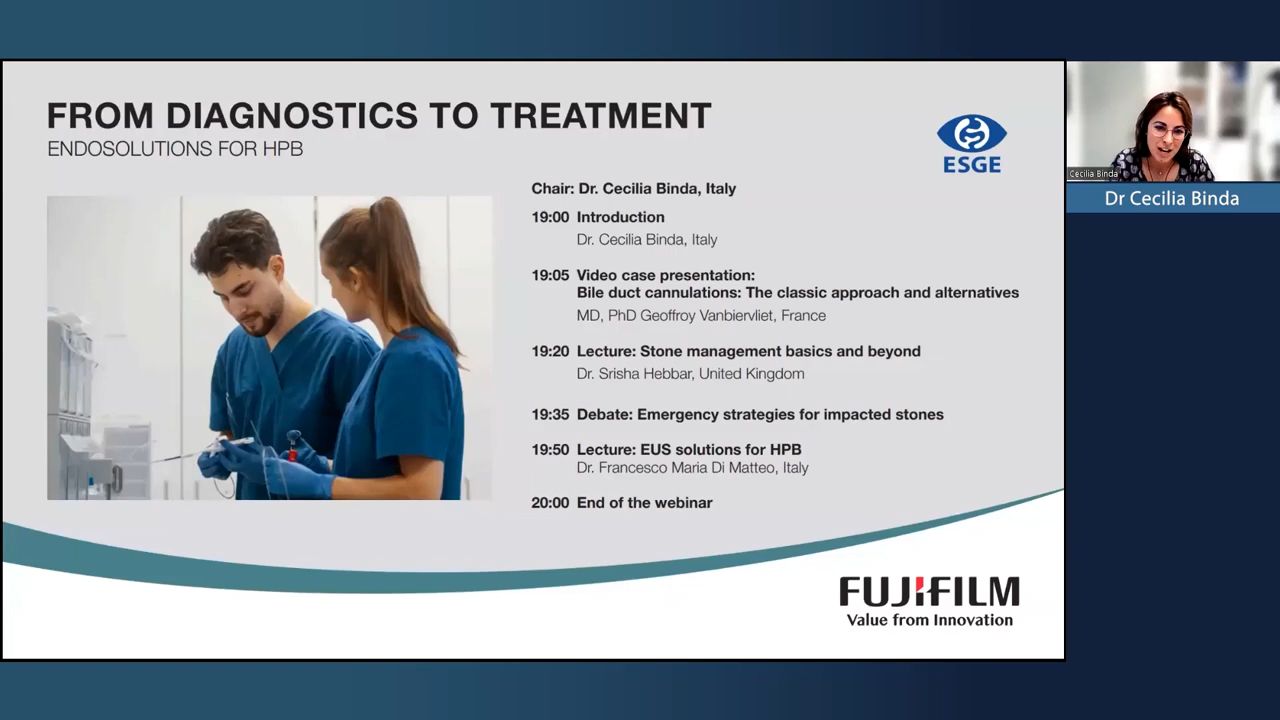 FROM DIAGNOSTICS TO TREATMENT
ENDOSOLUTIONS FOR HPB
ESGE
Chair: Dr. Cecilia Binda, Italy
19:00 Introduction
Dr. Cecilia Binda, Italy
19:05 Video case presentation:
Bile duct cannulations: The classic approach and alternatives
MD, PhD Geoffroy Vanbiervliet, France
19:20 Lecture: Stone management basics and beyond
Dr. Srisha Hebbar, United Kingdom
19:35 Debate: Emergency strategies for impacted stones
19:50 Lecture: EUS solutions for HPB
Dr. Francesco Maria Di Matteo, Italy
20:00 End of the webinar
FUJIFILM
Value from Innovation
Cecilia Binda
Dr Cecilia Binda